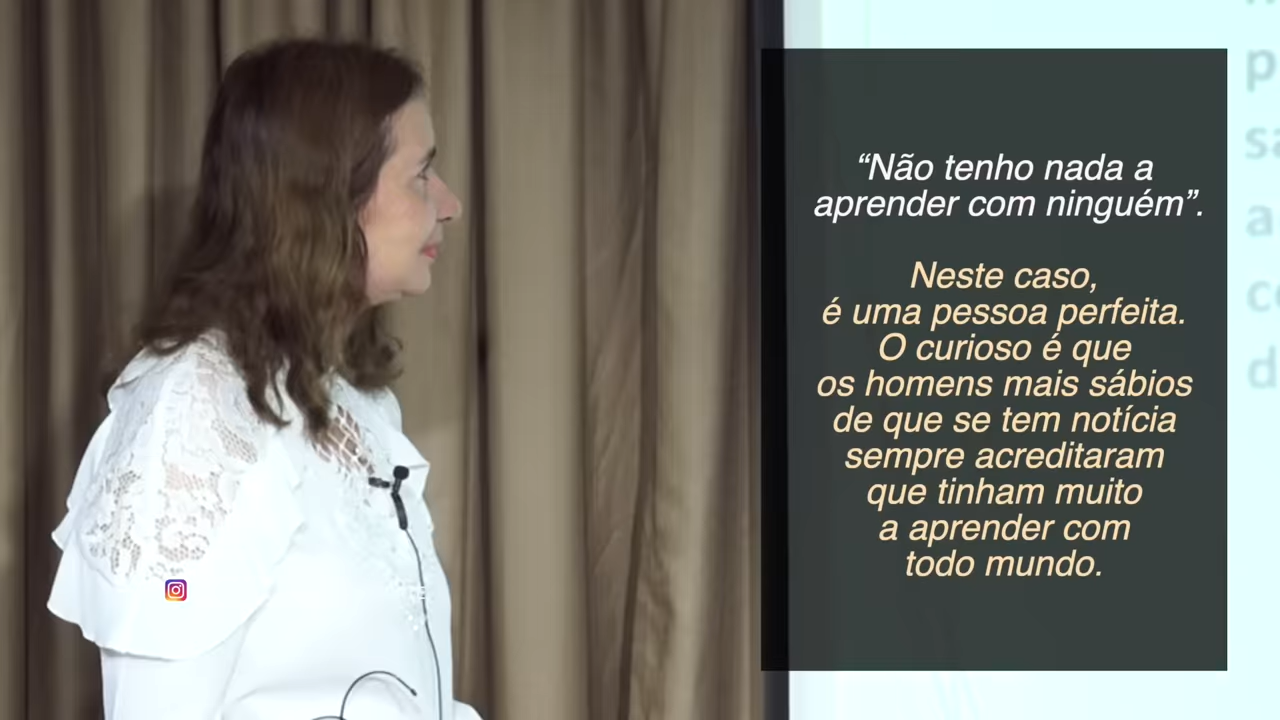 “Não tenho nada a
aprender com ninguém”.
Neste caso,
é uma pessoa perfeita.
O curioso é que
os homens mais sábios
de que se tem notícia
sempre acreditaram
que tinham muito
a aprender com
todo mundo.